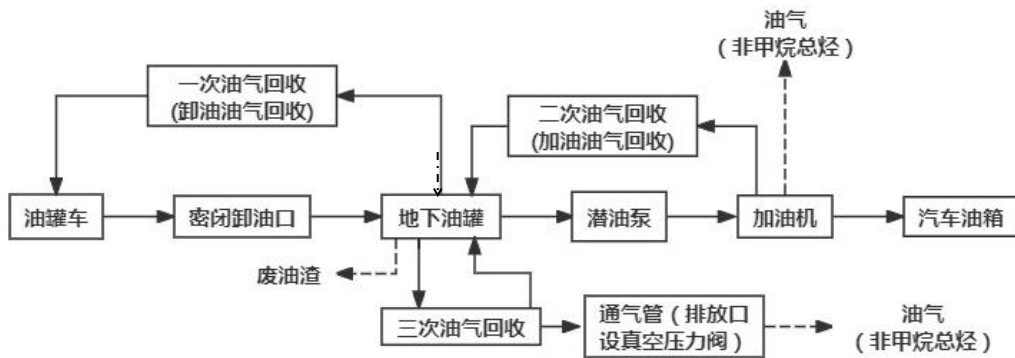 油气
（非甲烷总烃）
一次油气回收
(卸油油气回收)
二次油气回收
(加油油气回收)
油罐车
密闭卸油口
地下油罐
潜油泵
加油机
汽车油箱
废油渣
三次油气回收
通气管（排放口
设真空压力阀）
油气
（非甲烷总烃）